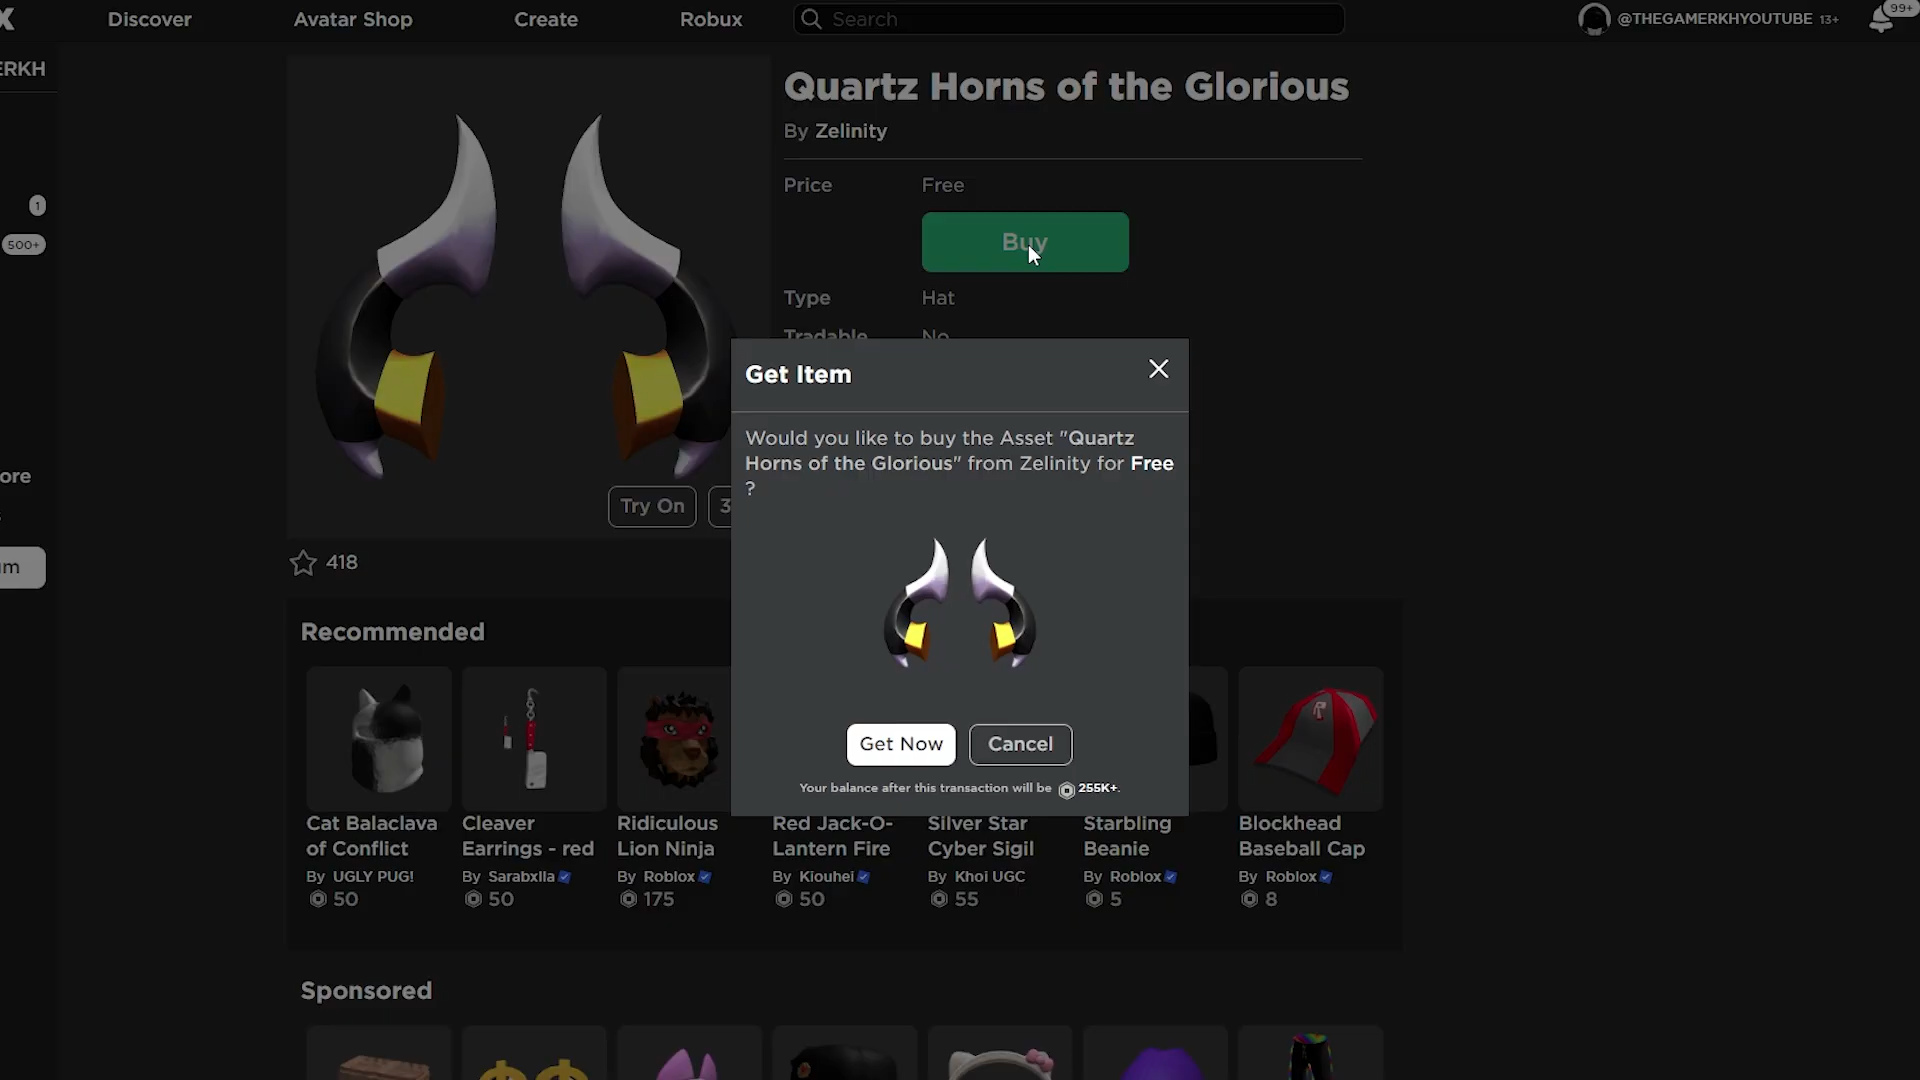 X
Discover
Avatar Shop
Create
Robux
Search
@THEGAMERKHYOUTUBE 13+
99+
ERKH
1
500+
ore
s
um
Quartz Horns of the Glorious
By Zelinity
Price Free
Buy
Type Hat
Tradable No
Try On
3
418
Get Item
Would you like to buy the Asset "Quartz
Horns of the Glorious" from Zelinity for Free
?
Get Now
Cancel
Your balance after this transaction will be 255K+.
Recommended
Cat Balaclava
of Conflict
By UGLY PUG!
50
Cleaver
Earrings - red
By Sarabxlla
50
Ridiculous
Lion Ninja
By Roblox
175
Red Jack-O-
Lantern Fire
By Klouhei
50
Silver Star
Cyber Sigil
By Khoi UGC
55
Starbling
Beanie
By Roblox
5
Blockhead
Baseball Cap
By Roblox
8
Sponsored